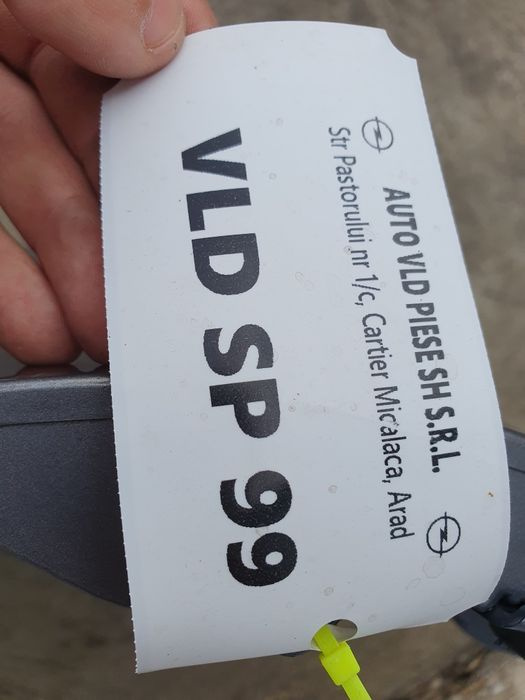 AUTO VLD PIESE SH S.R.L.
Str Pastorului nr 1/c, Cartier Micalaca, Arad
VLD SP 99